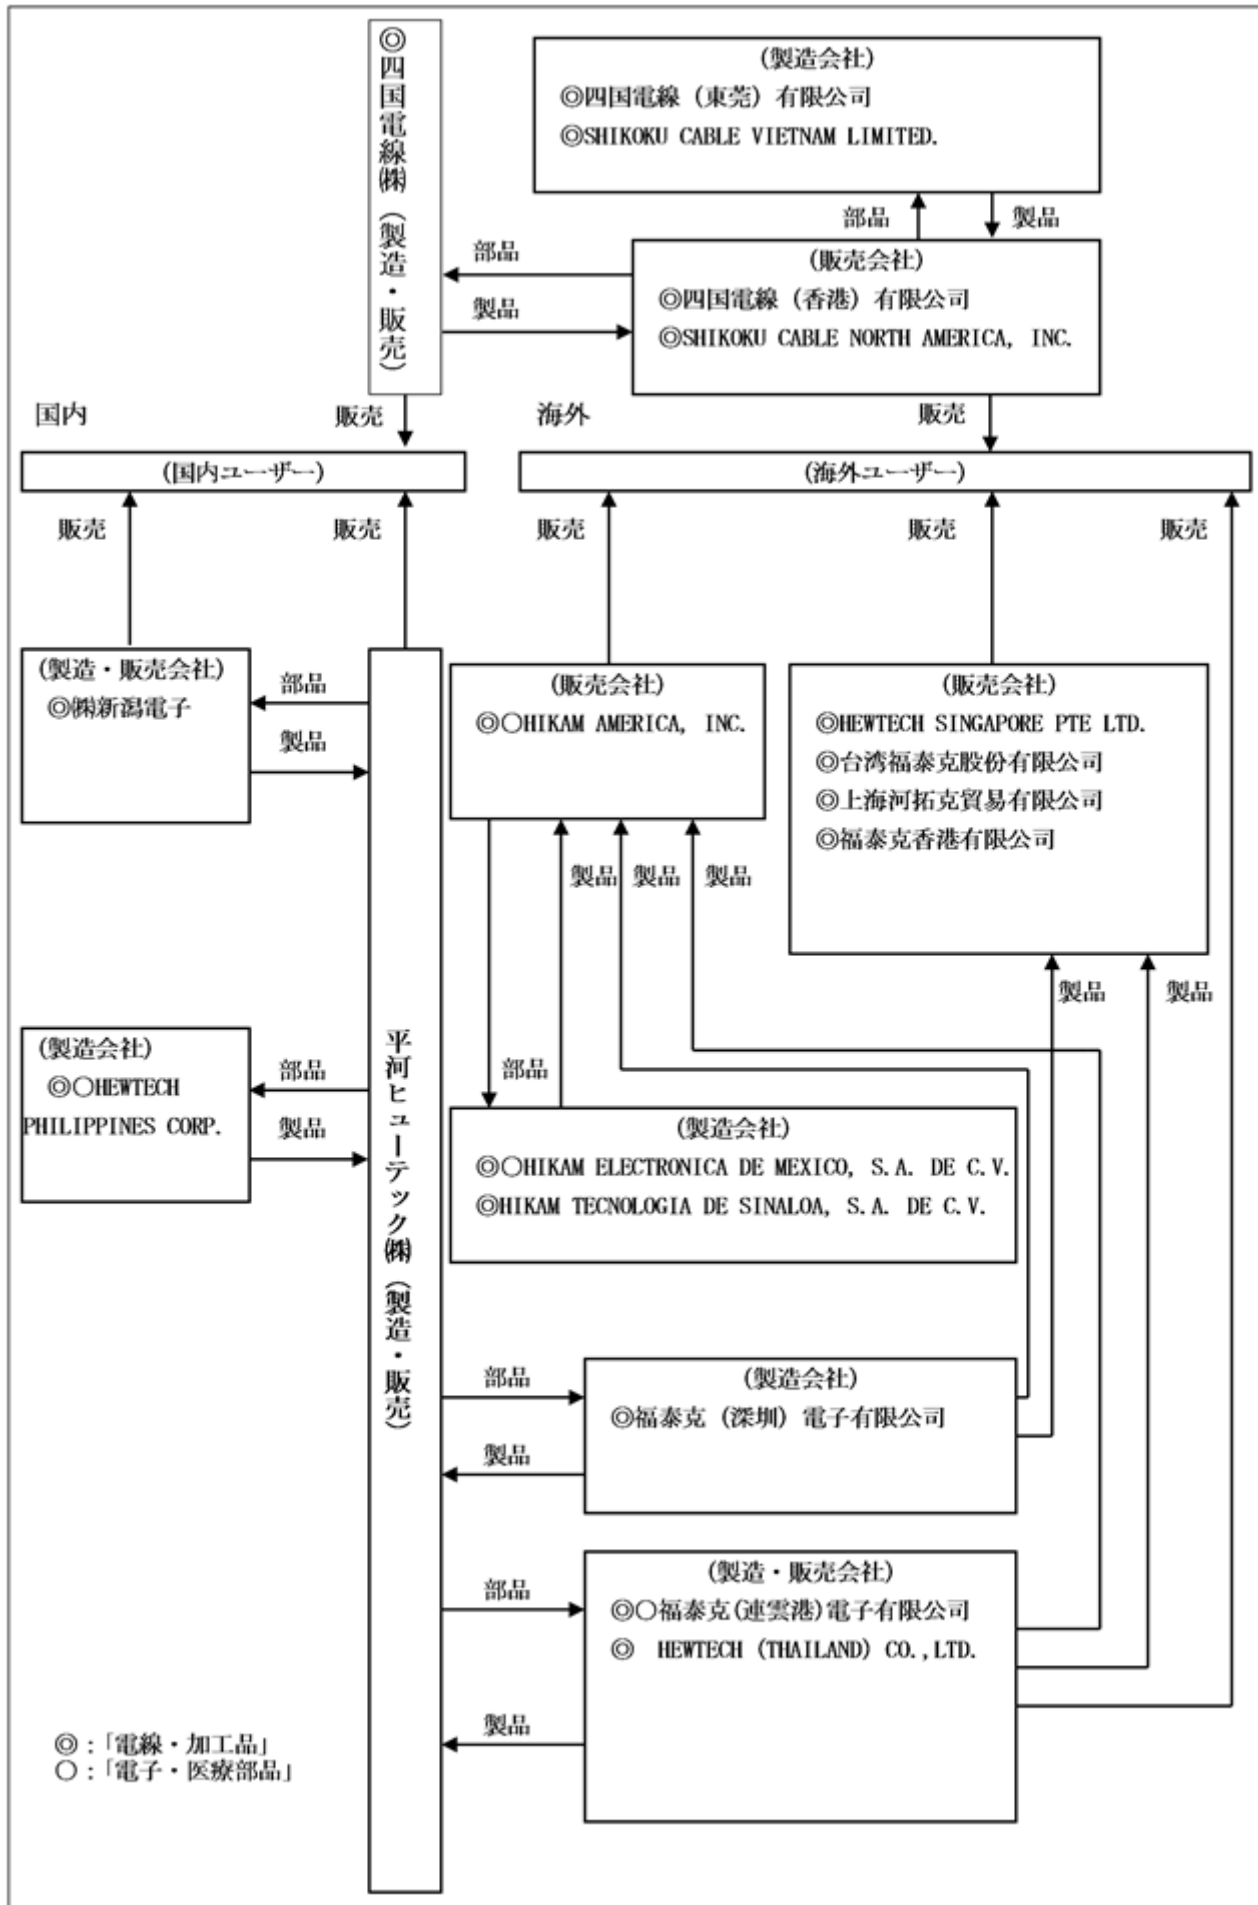 ◎四国電線㈱（製造・販売）
（製造会社）
◎四国電線（東莞）有限公司
◎SHIKOKU CABLE VIETNAM LIMITED.
部品
製品
部品
製品
（販売会社）
◎四国電線（香港）有限公司
◎SHIKOKU CABLE NORTH AMERICA, INC.
国内
販売
海外
販売
（国内ユーザー）
（海外ユーザー）
販売
販売
販売
販売
販売
（製造・販売会社）
◎㈱新潟電子
部品
製品
（販売会社）
◎○HIKAM AMERICA, INC.
（販売会社）
◎HEWTECH SINGAPORE PTE LTD.
◎台湾福泰克股份有限公司
◎上海河拓克貿易有限公司
◎福泰克香港有限公司
製品
製品
製品
製品
製品
平河ヒューテック㈱（製造・販売）
（製造会社）
◎○HEWTECH
PHILIPPINES CORP.
部品
製品
部品
（製造会社）
◎○HIKAM ELECTRONICA DE MEXICO, S.A. DE C.V.
◎HIKAM TECNOLOGIA DE SINALOA, S.A. DE C.V.
部品
製品
（製造会社）
◎福泰克（深圳）電子有限公司
部品
製品
（製造・販売会社）
◎○福泰克(連雲港)電子有限公司
◎　HEWTECH (THAILAND) CO.,LTD.
◎：「電線・加工品」
○：「電子・医療部品」